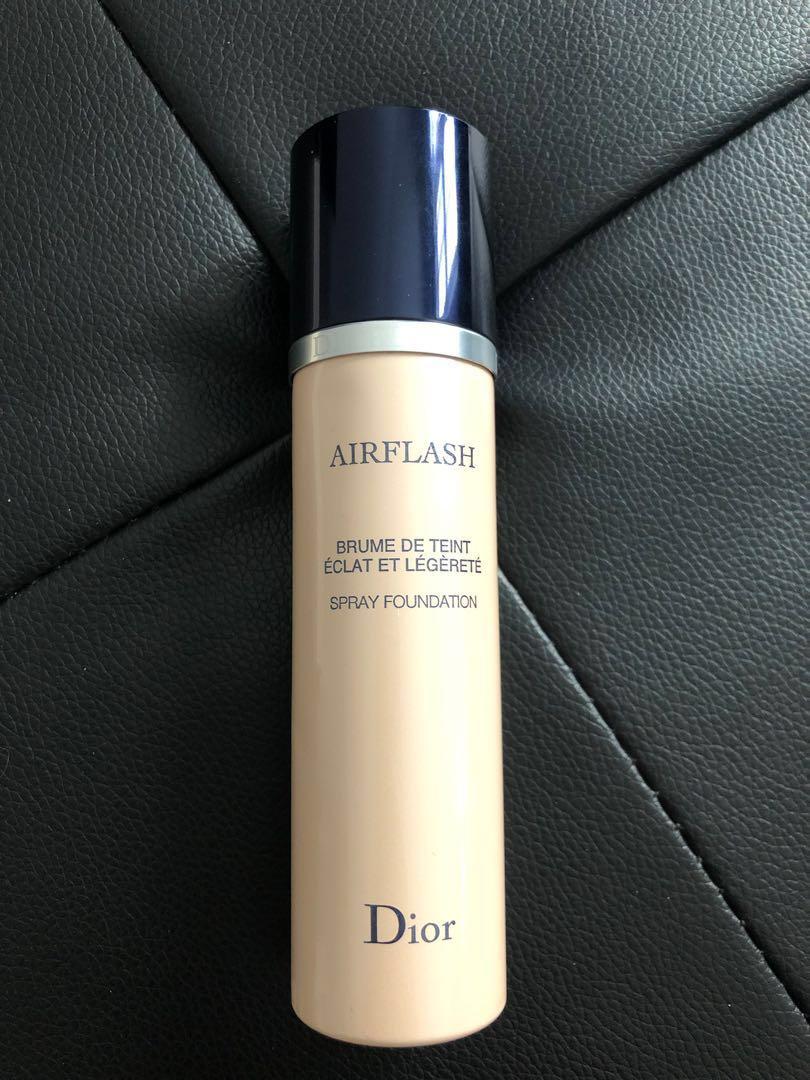 AIRFLASH
BRUME DE TEINT
ÉCLAT ET LÉGÈRETÉ
SPRAY FOUNDATION
Dior